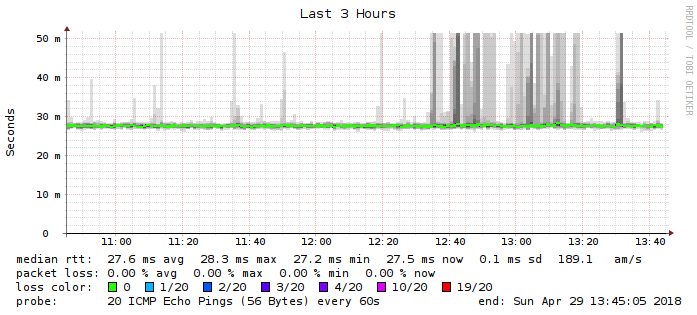 Last 3 Hours
RRDTOOL / TOBI OETIKER
Seconds
50 m
40 m
30 m
20 m
10 m
0
11:00 11:20 11:40 12:00 12:20 12:40 13:00 13:20 13:40
median rtt: 27.6 ms avg 28.3 ms max 27.2 ms min 27.5 ms now 0.1 ms sd 189.1 am/s
packet loss: 0.00 % avg 0.00 % max 0.00 % min 0.00 % now
loss color: 0 1/20 2/20 3/20 4/20 10/20 19/20
probe: 20 ICMP Echo Pings (56 Bytes) every 60s end: Sun Apr 29 13:45:05 2018